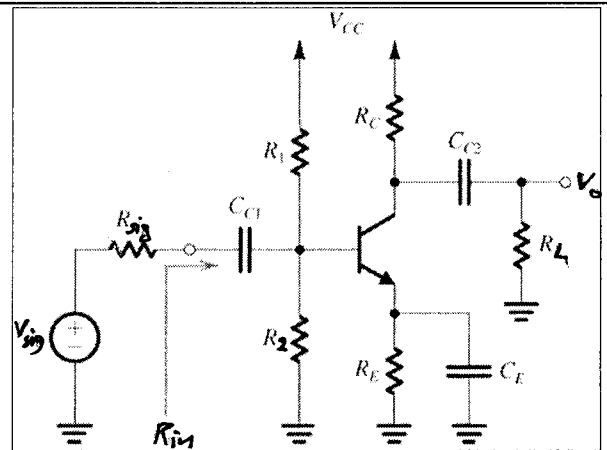 V_CC
R_C
R_1
C_C2
V_o
R_sig
C_C1
R_L
V_sig
+
−
R_2
R_E
C_E
R_in